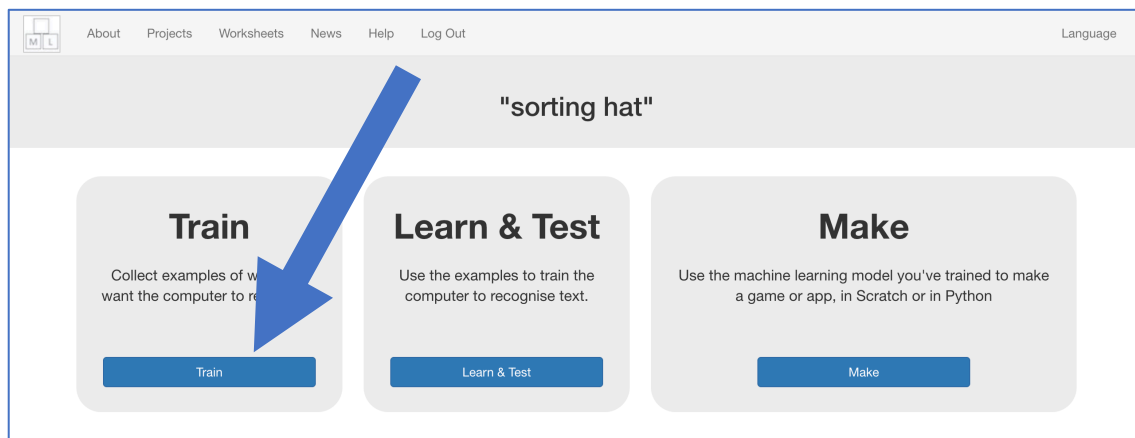 M L
About Projects Worksheets News Help Log Out Language
"sorting hat"
Train
Collect examples of
want the computer to
Train
Learn & Test
Use the examples to train the
computer to recognise text.
Learn & Test
Make
Use the machine learning model you've trained to make
a game or app, in Scratch or in Python
Make